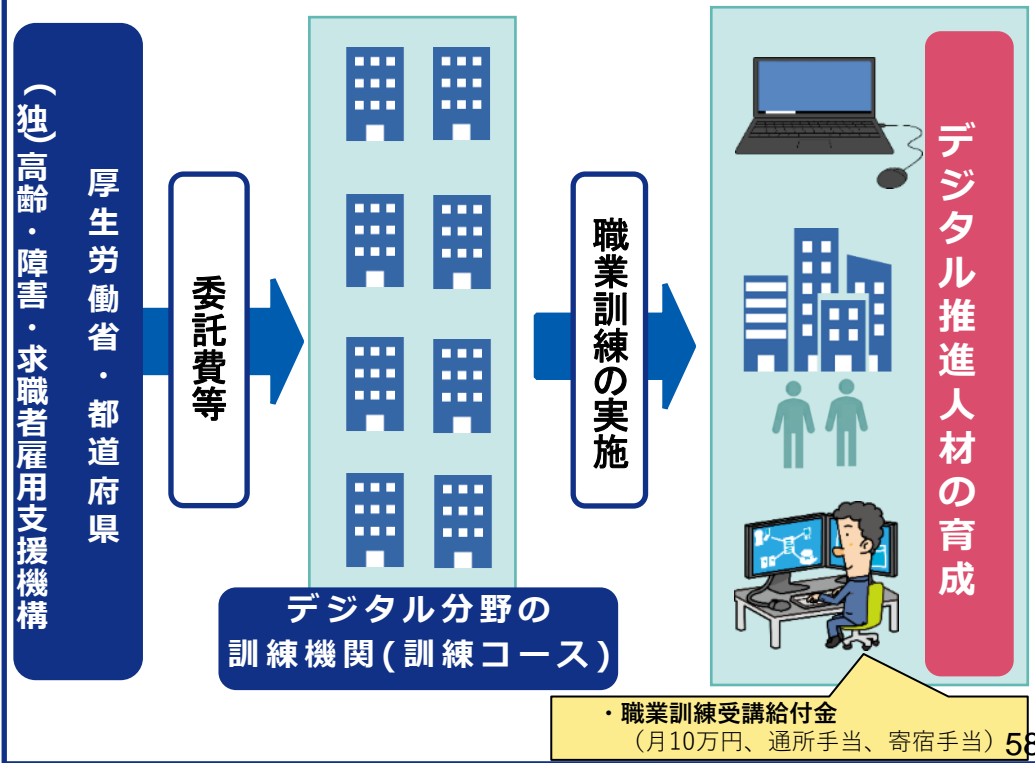 厚生労働省・都道府県
(独)高齢・障害・求職者雇用支援機構
委託費等
デジタル分野の
訓練機関(訓練コース)
職業訓練の実施
デジタル推進人材の育成
・職業訓練受講給付金
（月10万円、通所手当、寄宿手当）
58